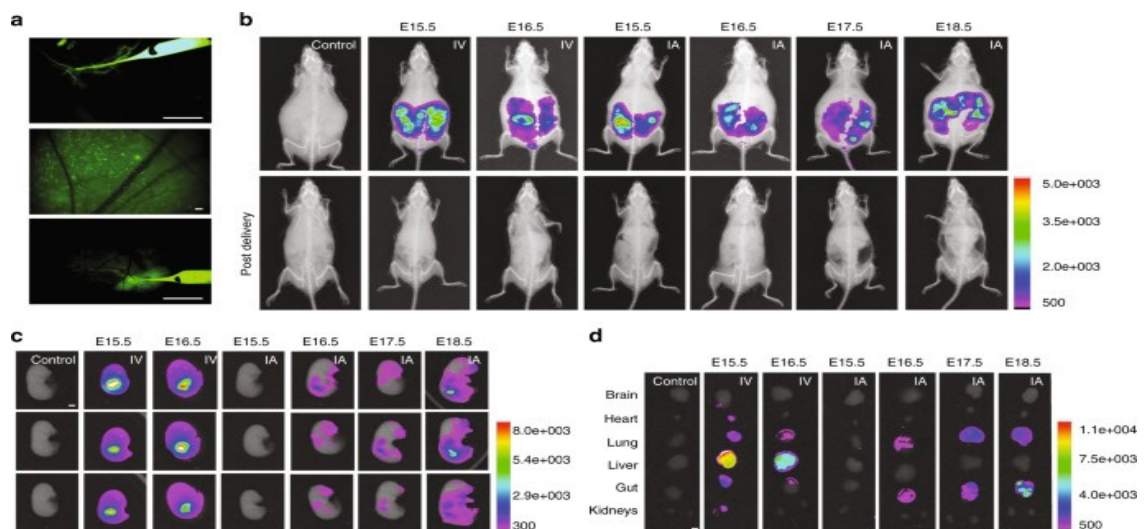 a
b
E15.5 E16.5 E15.5 E16.5 E17.5 E18.5
Control IV IV IA IA IA IA
Post delivery
5.0e+003
3.5e+003
2.0e+003
500
c
E15.5 E16.5 E15.5 E16.5 E17.5 E18.5
Control IV IV IA IA IA IA
8.0e+003
5.4e+003
2.9e+003
300
d
E15.5 E16.5 E15.5 E16.5 E17.5 E18.5
Control IV IV IA IA IA IA
Brain
Heart
Lung
Liver
Gut
Kidneys
1.1e+004
7.5e+003
4.0e+003
500